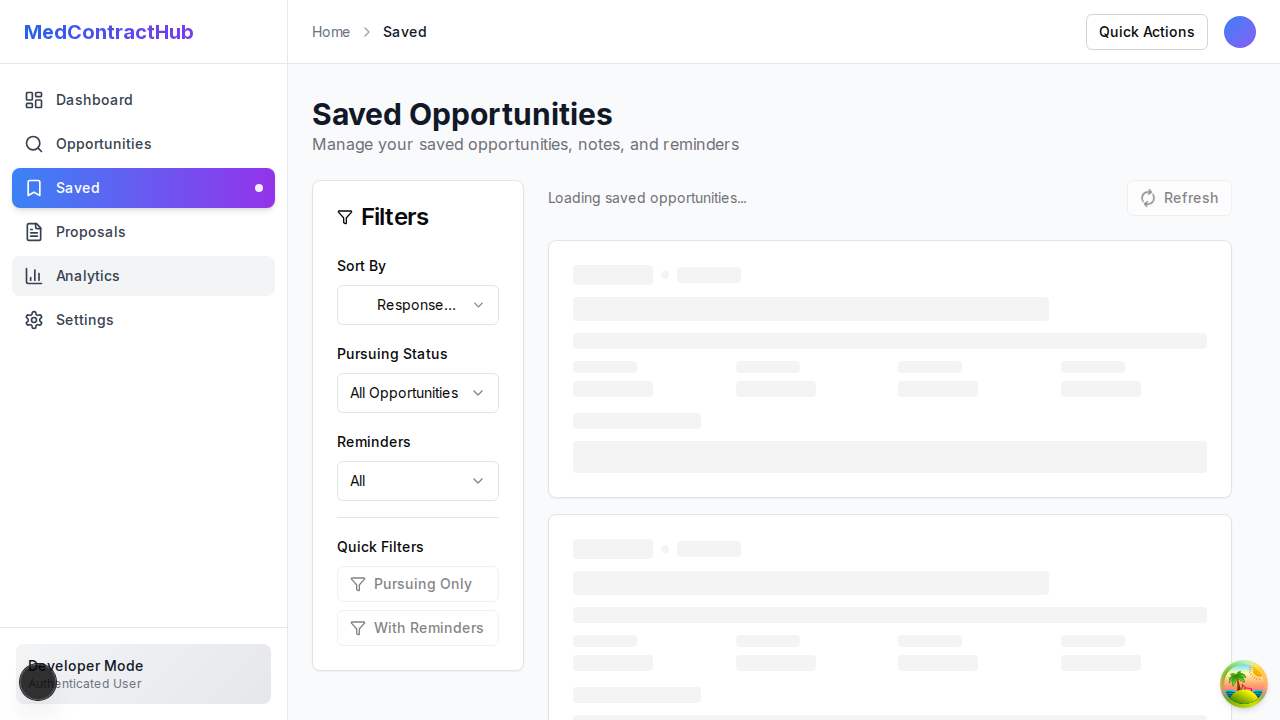 MedContractHub
Home
Saved
Quick Actions
Dashboard
Opportunities
Saved
Proposals
Analytics
Settings
Developer Mode
Authenticated User
Saved Opportunities
Manage your saved opportunities, notes, and reminders
Filters
Sort By
Response...
Pursuing Status
All Opportunities
Reminders
All
Quick Filters
Pursuing Only
With Reminders
Loading saved opportunities...
Refresh